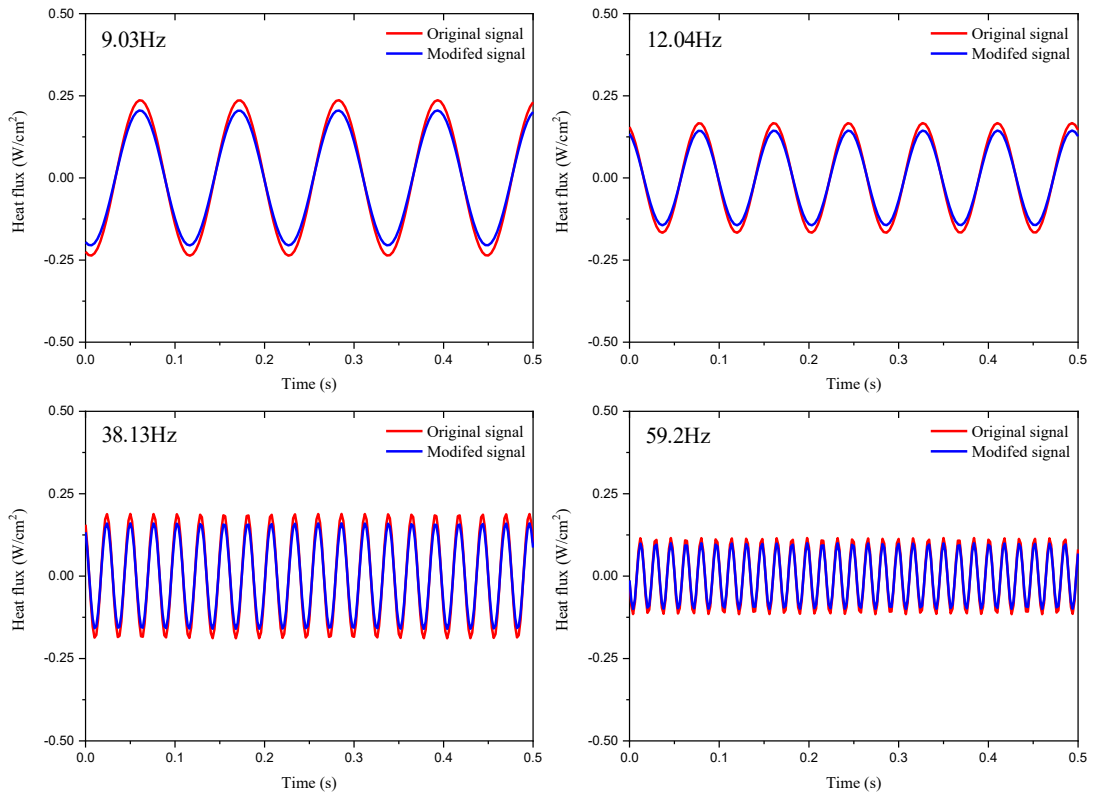 9.03Hz
Original signal
Modifed signal
Heat flux (W/cm²)
0.50
0.25
0.00
-0.25
-0.50
0.0 0.1 0.2 0.3 0.4 0.5
Time (s)
12.04Hz
Original signal
Modifed signal
Heat flux (W/cm²)
0.50
0.25
0.00
-0.25
-0.50
0.0 0.1 0.2 0.3 0.4 0.5
Time (s)
38.13Hz
Original signal
Modifed signal
Heat flux (W/cm²)
0.50
0.25
0.00
-0.25
-0.50
0.0 0.1 0.2 0.3 0.4 0.5
Time (s)
59.2Hz
Original signal
Modifed signal
Heat flux (W/cm²)
0.50
0.25
0.00
-0.25
-0.50
0.0 0.1 0.2 0.3 0.4 0.5
Time (s)